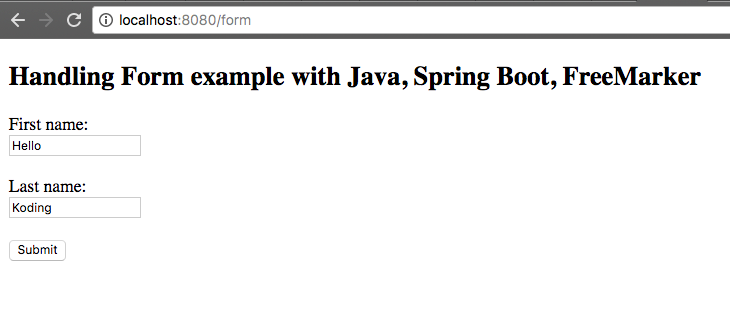 localhost:8080/form
Handling Form example with Java, Spring Boot, FreeMarker
First name:
Hello
Last name:
Koding
Submit